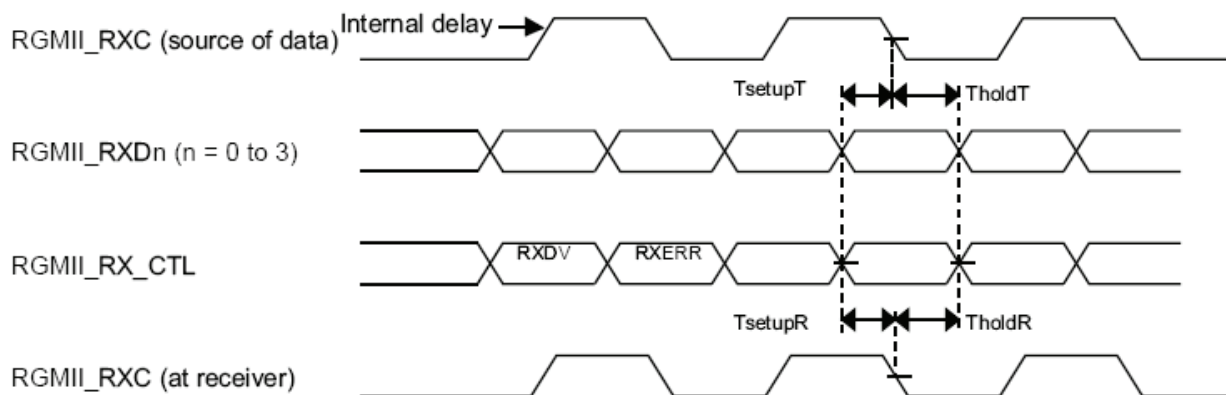 Internal delay
RGMII_RXC (source of data)
TsetupT
TholdT
RGMII_RXDn (n = 0 to 3)
RXDV
RXERR
RGMII_RX_CTL
TsetupR
TholdR
RGMII_RXC (at receiver)